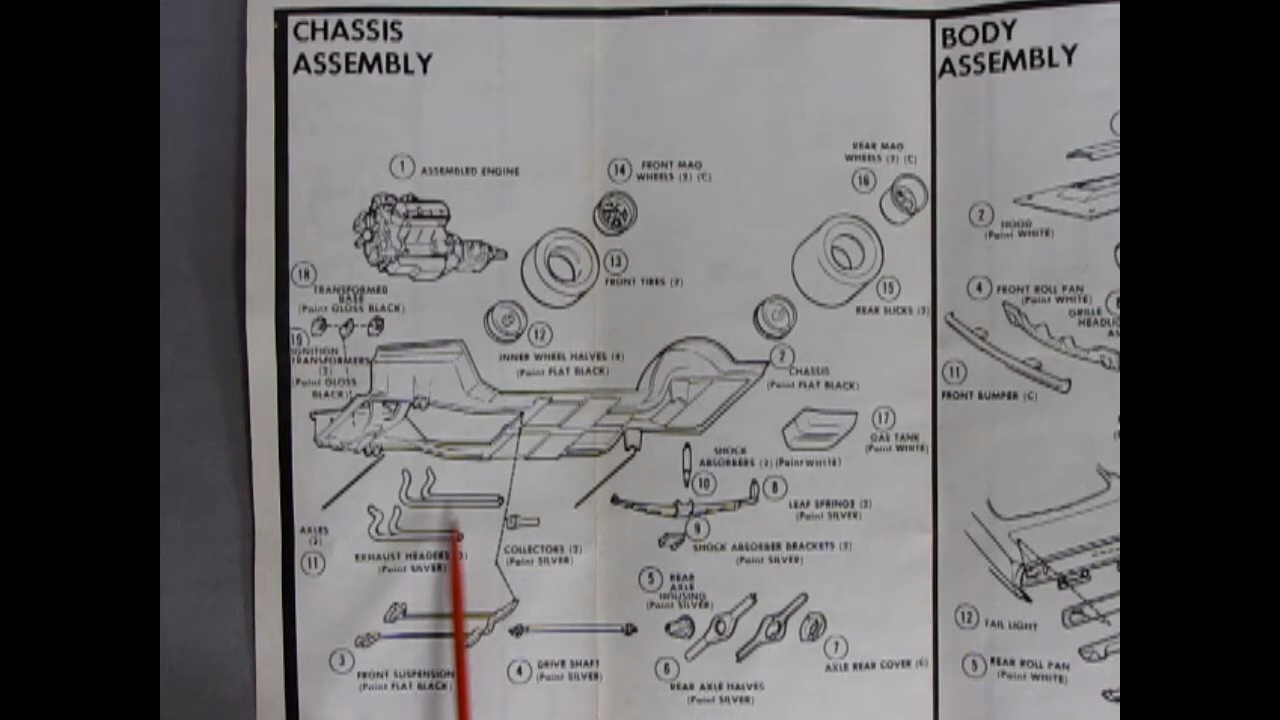 CHASSIS
ASSEMBLY
1 ASSEMBLED ENGINE
14 FRONT MAG
WHEELS (2) (C)
REAR MAG
WHEELS (2) (C)
16
13
FRONT TIRES (2)
15
REAR SLICKS (2)
18
TRANSFORMER
BASE
(Paint GLOSS BLACK)
19
IGNITION
TRANSFORMERS
(2)
(Paint GLOSS
BLACK)
12
INNER WHEEL HALVES (4)
(Paint FLAT BLACK)
2
CHASSIS
(Paint FLAT BLACK)
17
GAS TANK
(Paint WHITE)
SHOCK
ABSORBERS (2) (Paint WHITE)
10
8
LEAF SPRINGS (2)
(Paint SILVER)
9
SHOCK ABSORBER BRACKETS (2)
(Paint SILVER)
AXLES
(2)
11
EXHAUST HEADERS
(Paint SILVER)
COLLECTORS (2)
(Paint SILVER)
5 REAR
AXLE
HOUSING
(Paint SILVER)
3
FRONT SUSPENSION
(Paint FLAT BLACK)
4 DRIVE SHAFT
(Paint SILVER)
6
REAR AXLE HALVES
(Paint SILVER)
7
AXLE REAR COVER (C)
BODY
ASSEMBLY
2
HOOD
(Paint WHITE)
4 FRONT ROLL PAN
(Paint WHITE)
GRILLE
11
FRONT BUMPER (C)
12 TAIL LIGHT
5 REAR ROLL PAN
(Paint WHITE)